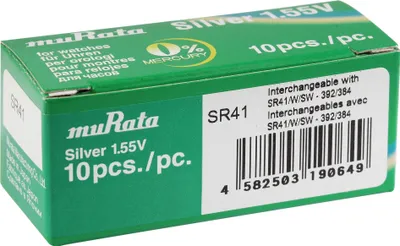 muRata
Silver 1.55V
for watches
für Uhren
per orologi
pour montres
para relojes
для часов
0%
MERCURY
10pcs./pc.
muRata
Silver 1.55V
10pcs./pc.
SR41
Interchangeable with
SR41/W/SW - 392/384
Interchangeables avec
SR41/W/SW - 392/384
4 582503 190649